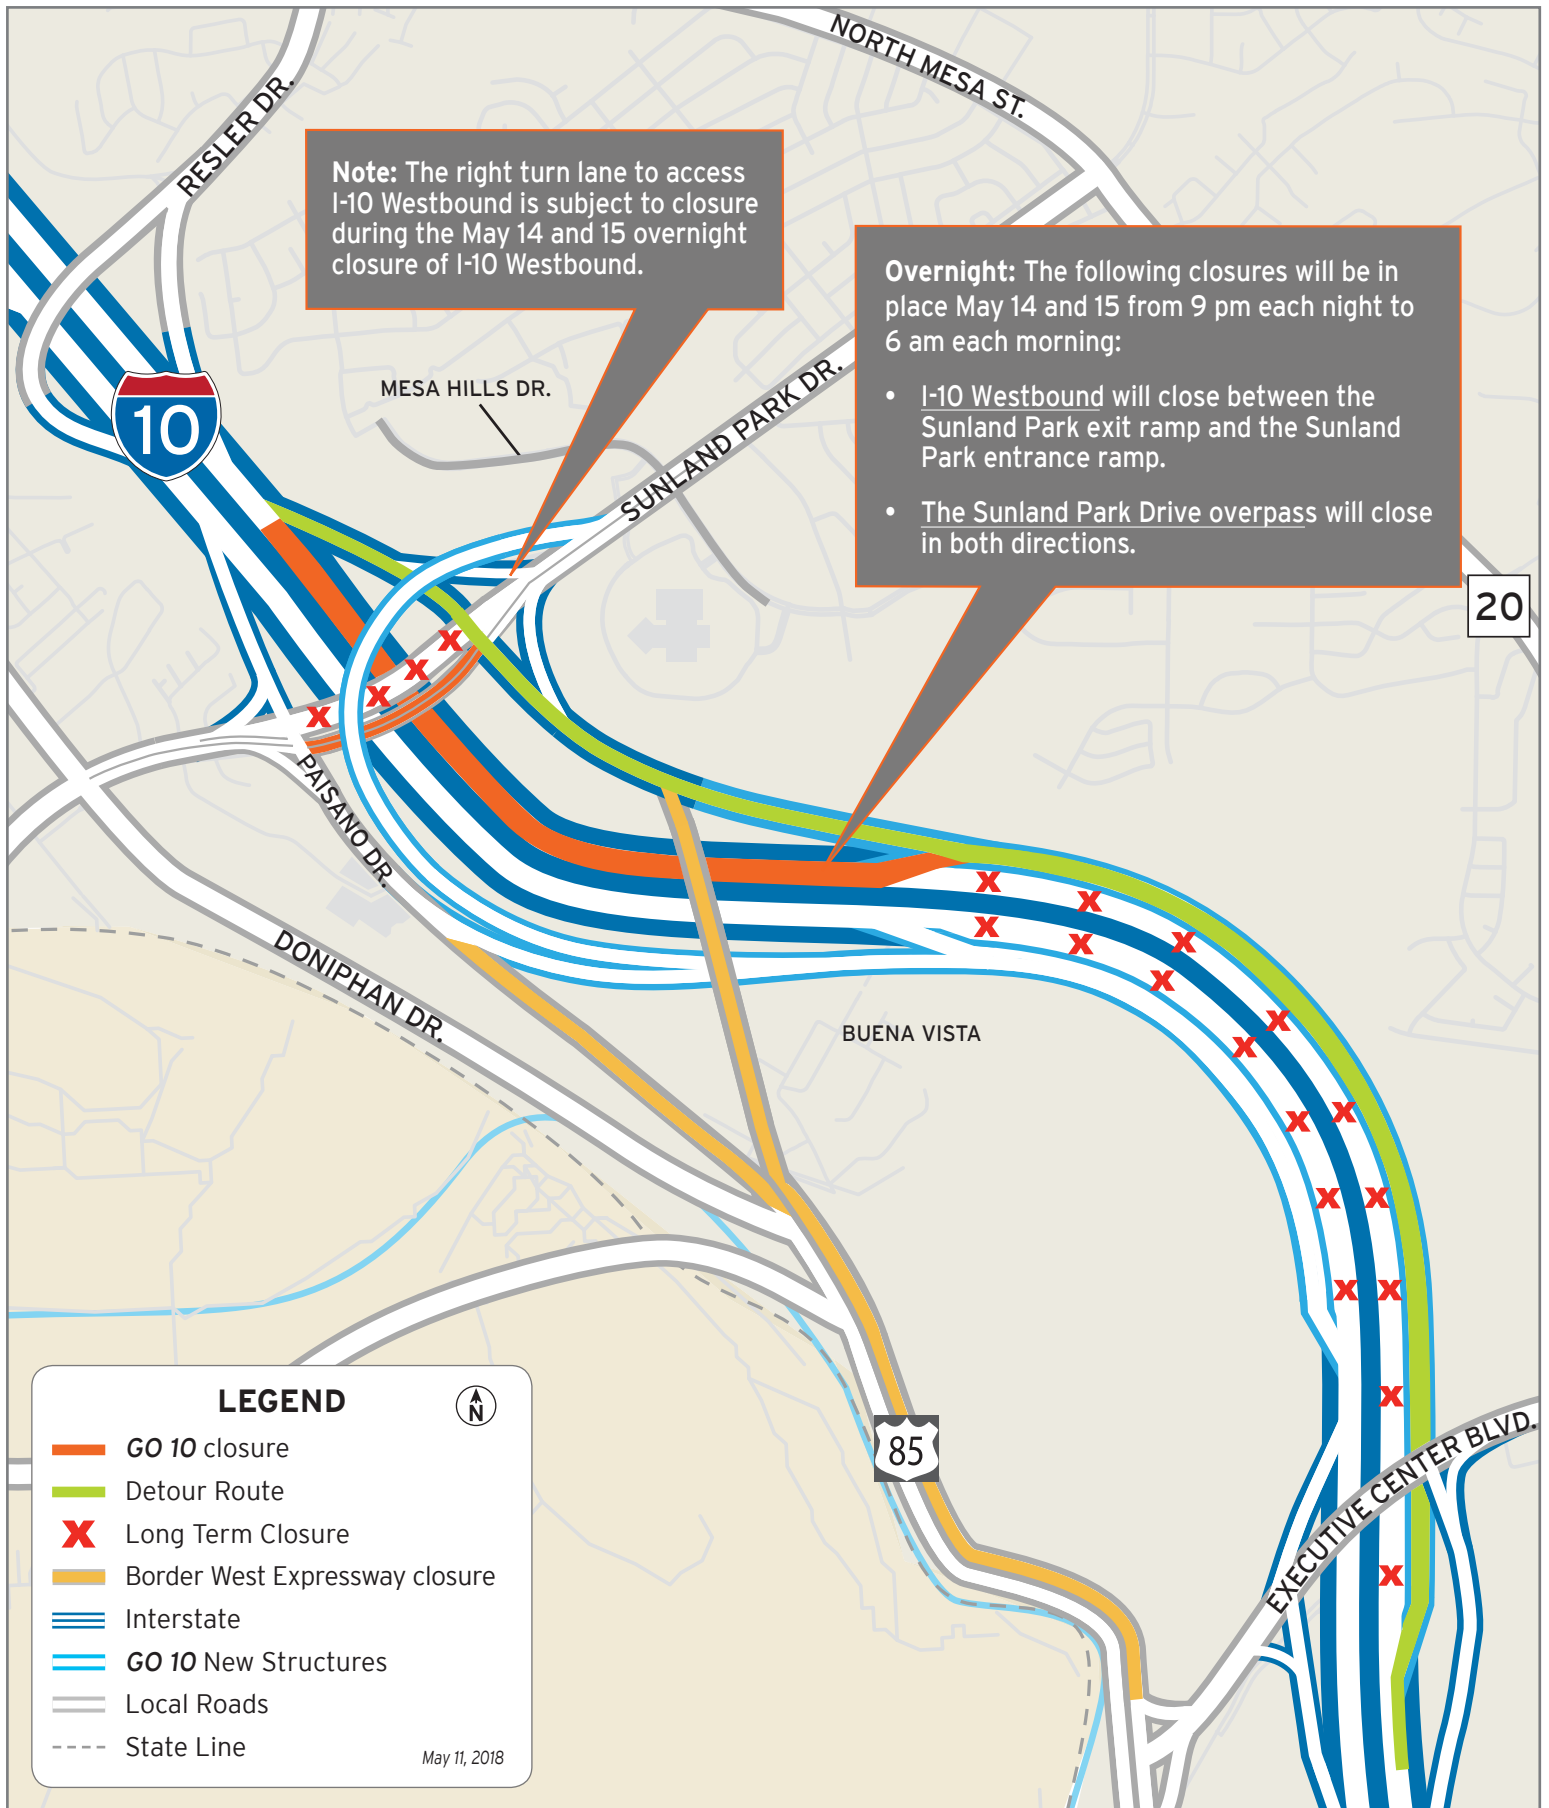 NORTH MESA ST.
RESLER DR.
Note: The right turn lane to access
I-10 Westbound is subject to closure
during the May 14 and 15 overnight
closure of I-10 Westbound.
Overnight: The following closures will be in
place May 14 and 15 from 9 pm each night to
6 am each morning:
• I-10 Westbound will close between the
Sunland Park exit ramp and the Sunland
Park entrance ramp.
• The Sunland Park Drive overpass will close
in both directions.
MESA HILLS DR.
10
SUNLAND PARK DR.
20
PAISANO DR.
DONIPHAN DR.
BUENA VISTA
85
EXECUTIVE CENTER BLVD.
LEGEND
N
GO 10 closure
Detour Route
X Long Term Closure
Border West Expressway closure
Interstate
GO 10 New Structures
Local Roads
State Line
May 11, 2018